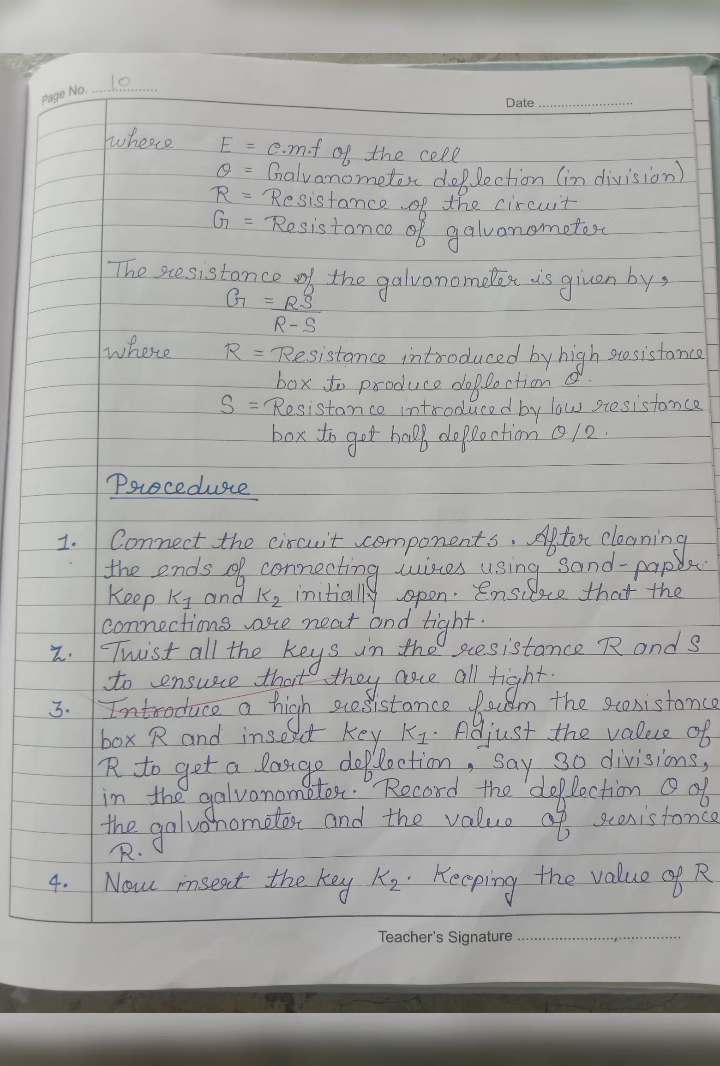 Page No. 10
Date
where E = e.m.f of the cell
θ = Galvanometer deflection (in division)
R = Resistance of the circuit
G = Resistance of galvanometer
The resistance of the galvanometer is given by,
G = RS
R - S
where R = Resistance introduced by high resistance
box to produce deflection θ.
S = Resistance introduced by low resistance
box to get half deflection θ/2.
Procedure
1. Connect the circuit components. After cleaning
the ends of connecting wires using sand-paper.
Keep K1 and K2 initially open. Ensure that the
connections are neat and tight.
2. Twist all the keys in the resistance R and S
to ensure that they are all tight.
3. Introduce a high resistance from the resistance
box R and insert key K1. Adjust the value of
R to get a large deflection, say 30 divisions,
in the galvanometer. Record the deflection θ of
the galvanometer and the value of resistance
R.
4. Now insert the key K2. Keeping the value of R
Teacher's Signature